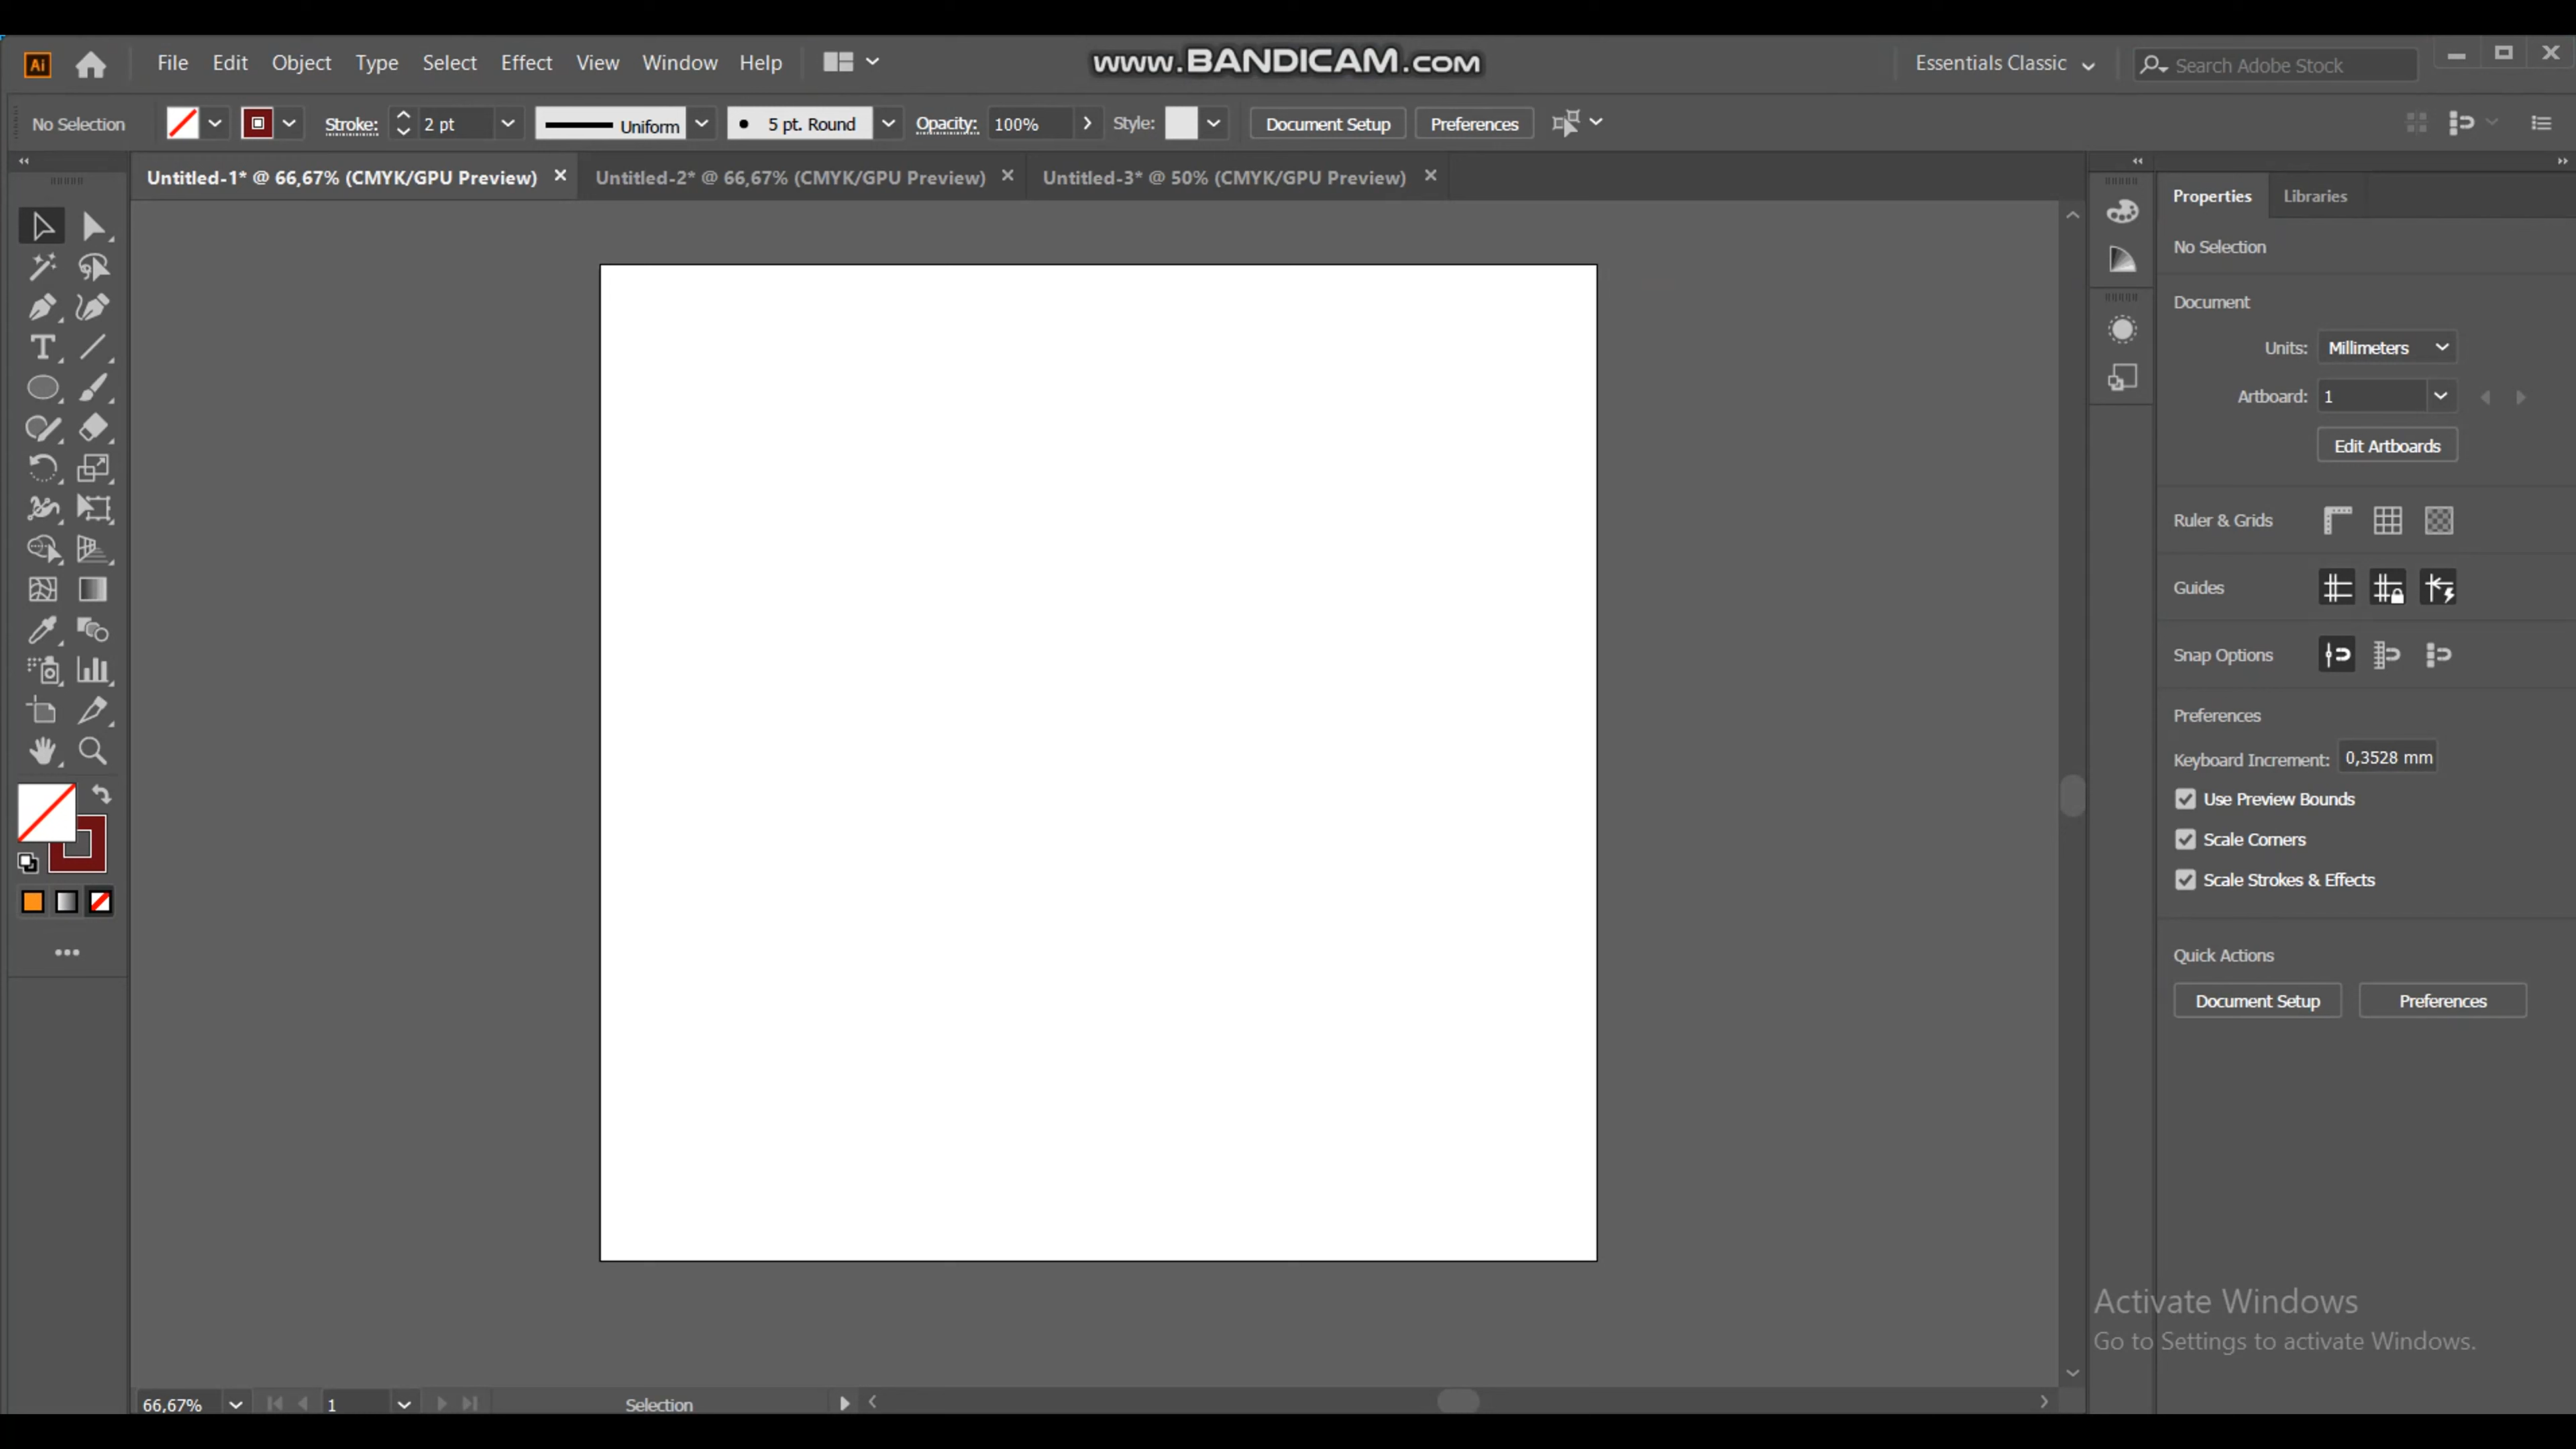 www.BANDICAM.com
Ai File Edit Object Type Select Effect View Window Help Essentials Classic Search Adobe Stock
No Selection Stroke: 2 pt Uniform 5 pt. Round Opacity: 100% Style: Document Setup Preferences
Untitled-1* @ 66,67% (CMYK/GPU Preview) Untitled-2* @ 66,67% (CMYK/GPU Preview) Untitled-3* @ 50% (CMYK/GPU Preview)
Properties Libraries
No Selection
Document
Units: Millimeters
Artboard: 1
Edit Artboards
Ruler & Grids
Guides
Snap Options
Preferences
Keyboard Increment: 0,3528 mm
Use Preview Bounds
Scale Corners
Scale Strokes & Effects
Quick Actions
Document Setup Preferences
Activate Windows
Go to Settings to activate Windows.
66,67% 1 Selection